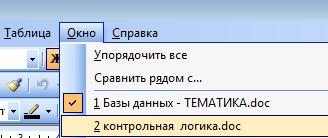 Таблица Окно Справка
Упорядочить все
Сравнить рядом с...
1 Базы данных - ТЕМАТИКА.doc
2 контрольная логика.doc